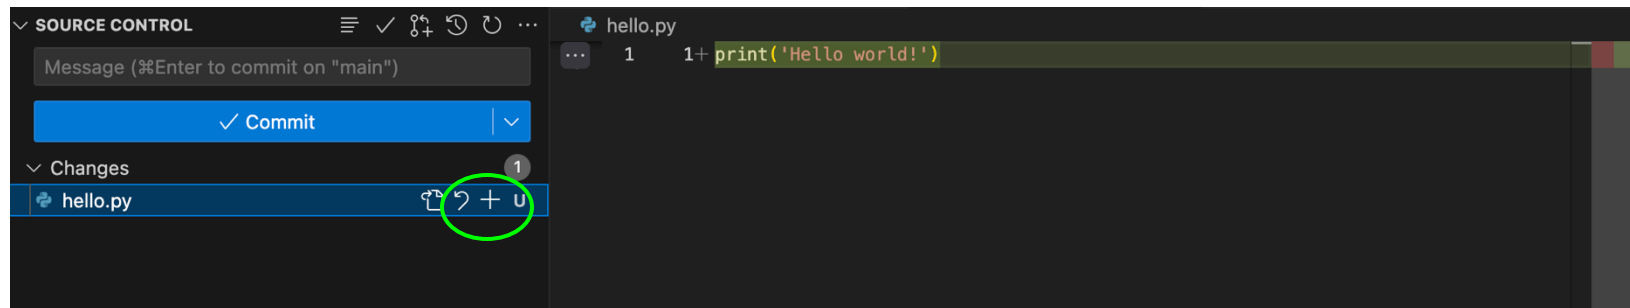 SOURCE CONTROL
Message (⌘Enter to commit on "main")
Commit
Changes 1
hello.py U
hello.py
1 1+ print('Hello world!')